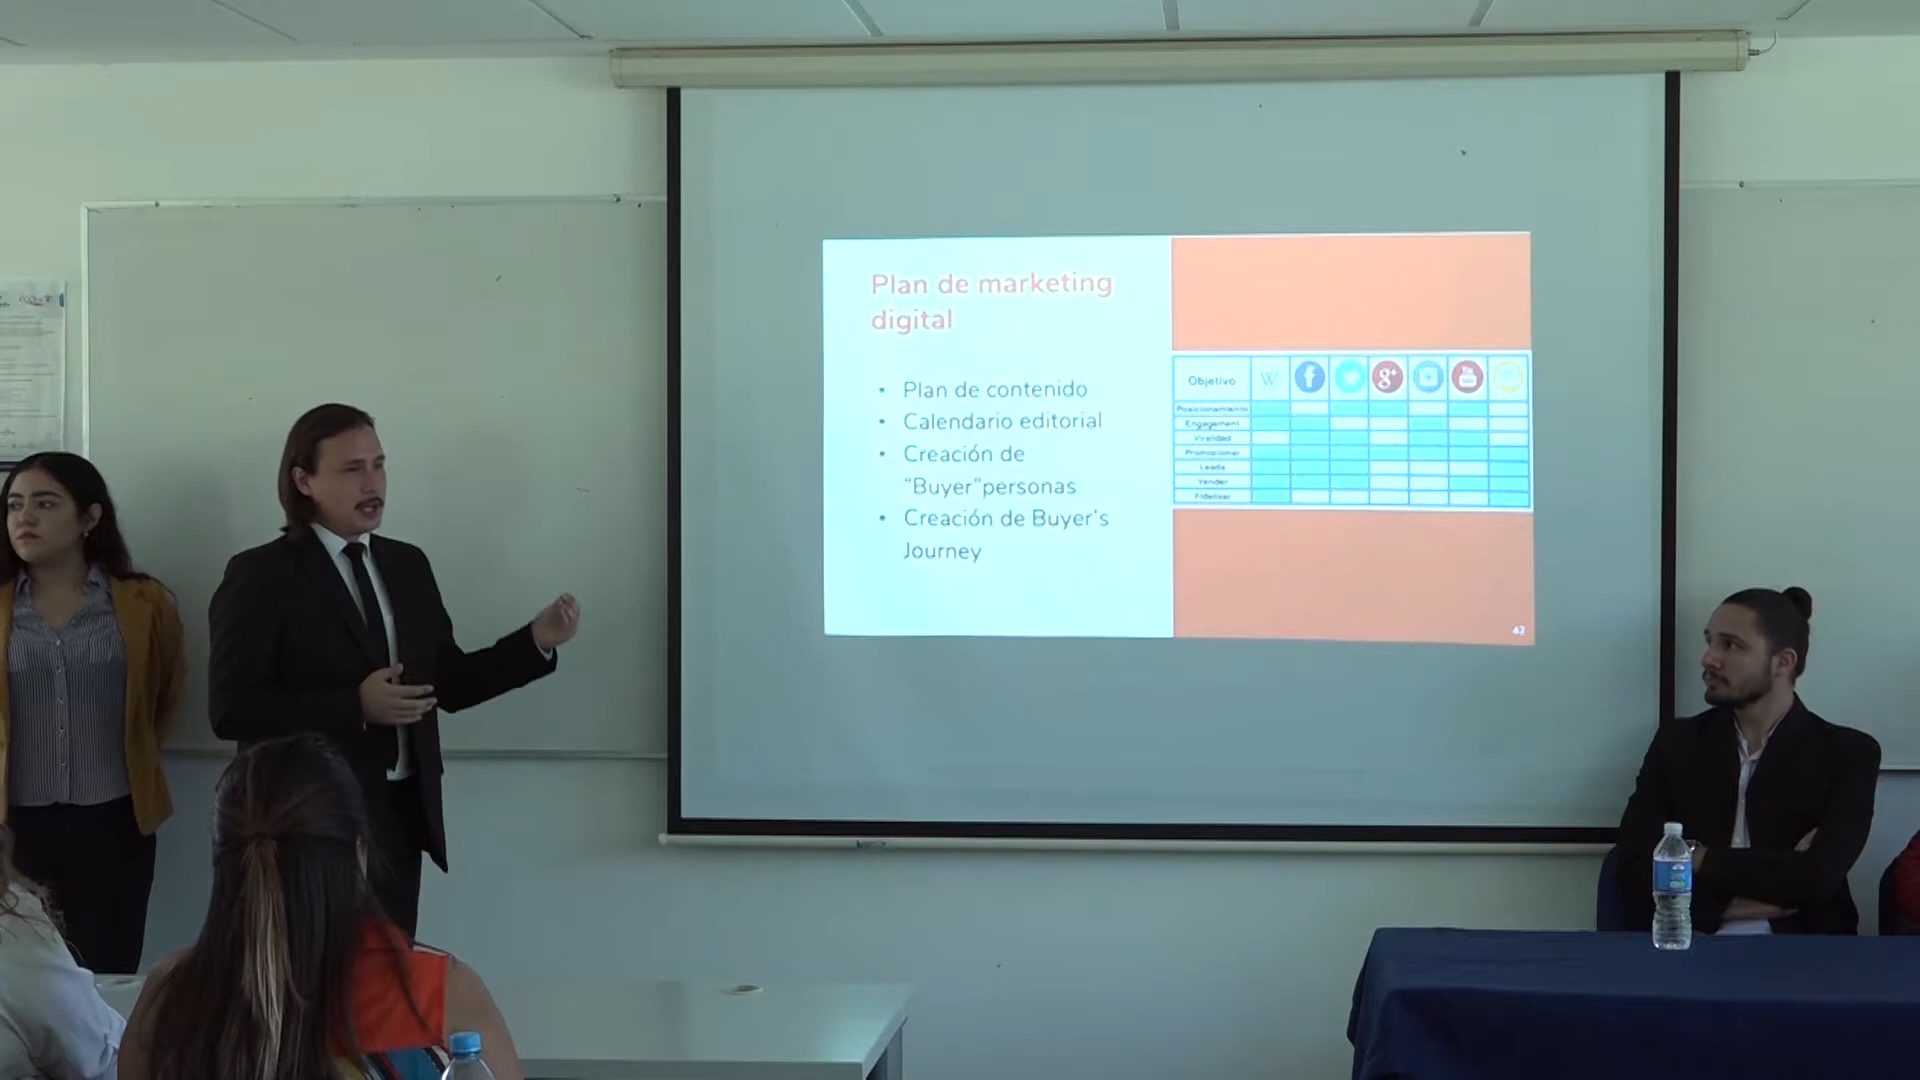 Plan de marketing
digital
• Plan de contenido
• Calendario editorial
• Creación de
“Buyer”personas
• Creación de Buyer's
Journey
Objetivo
Posicionamiento
Engagement
Viralidad
Promocionar
Leads
Vender
Fidelizar
42